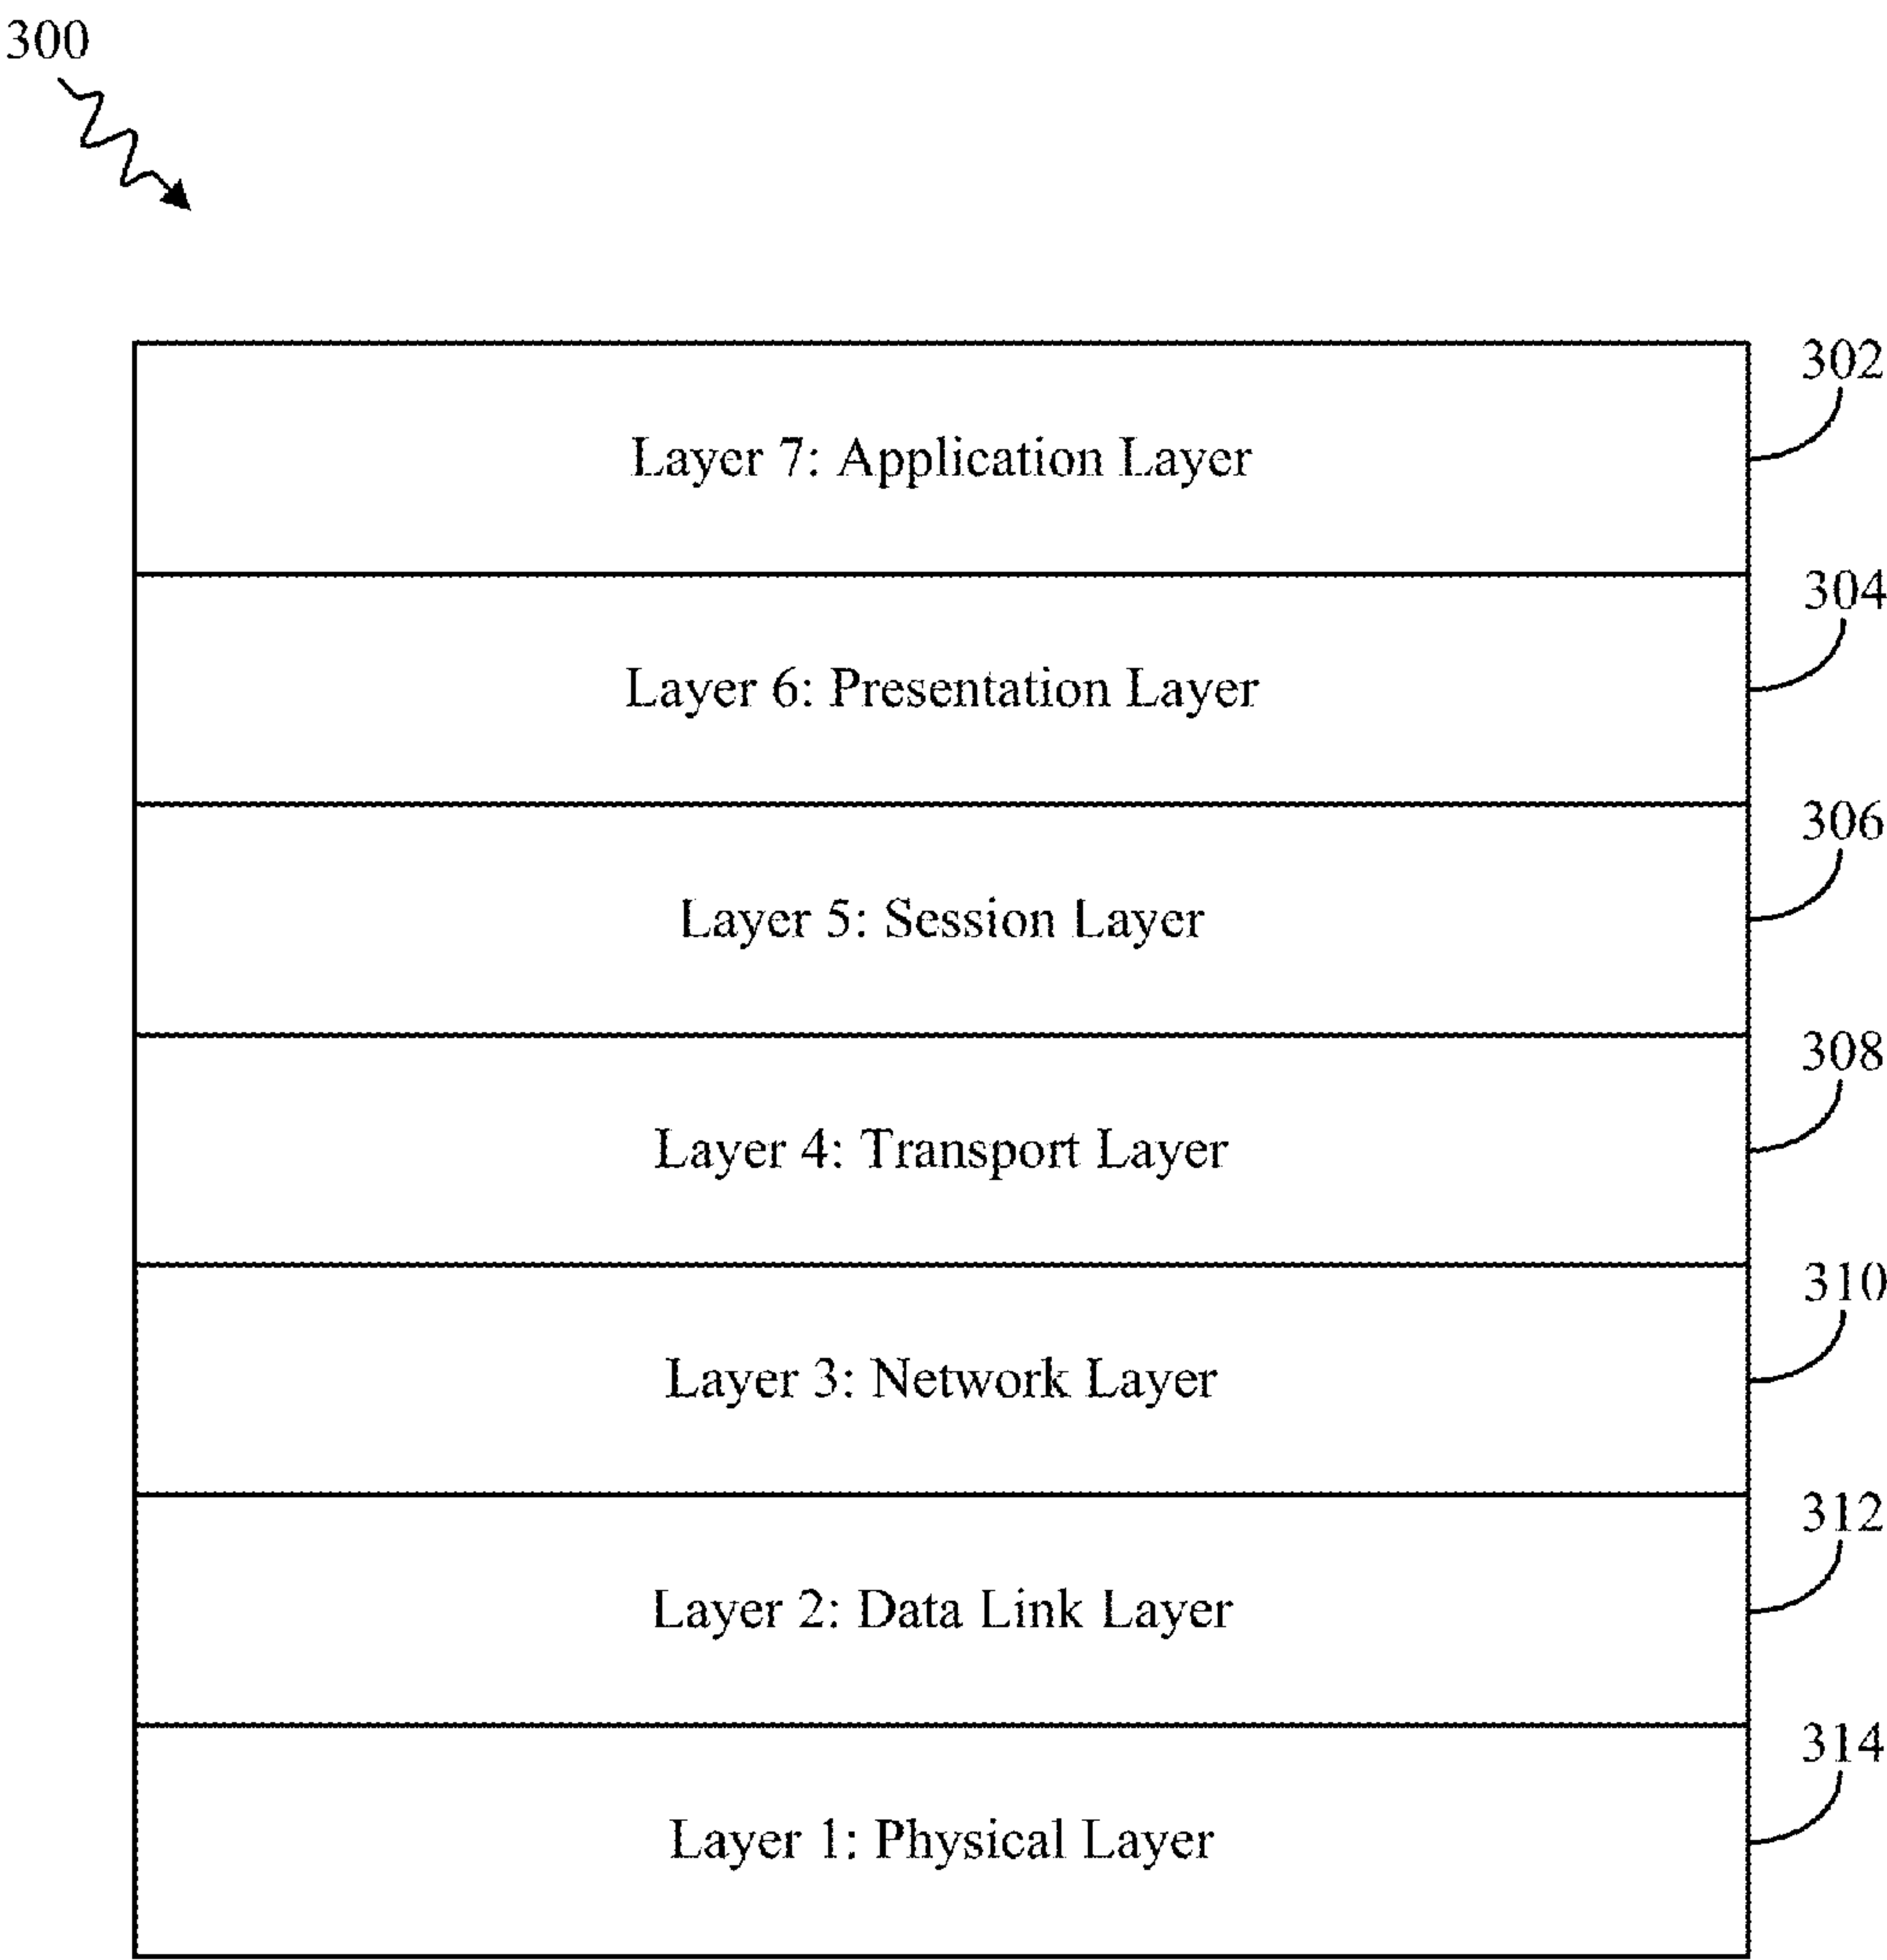 300
302
Layer 7: Application Layer
304
Layer 6: Presentation Layer
306
Layer 5: Session Layer
308
Layer 4: Transport Layer
310
Layer 3: Network Layer
312
Layer 2: Data Link Layer
314
Layer 1: Physical Layer